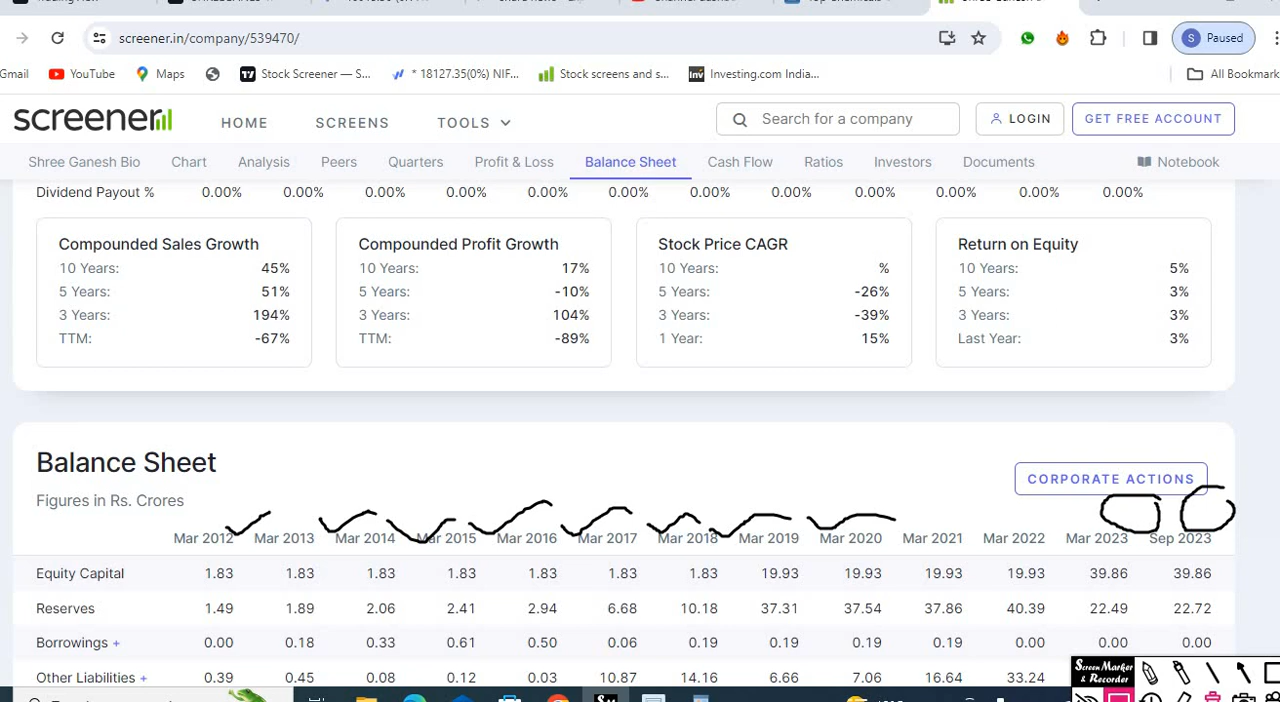 screener.in/company/539470/
Paused
Gmail
YouTube
Maps
Stock Screener — S...
* 18127.35(0%) NIF...
Stock screens and s...
Investing.com India...
All Bookmark
screener
HOME
SCREENS
TOOLS
Search for a company
LOGIN
GET FREE ACCOUNT
Shree Ganesh Bio Chart Analysis Peers Quarters Profit & Loss Balance Sheet Cash Flow Ratios Investors Documents Notebook
Dividend Payout % 0.00% 0.00% 0.00% 0.00% 0.00% 0.00% 0.00% 0.00% 0.00% 0.00% 0.00% 0.00%
Compounded Sales Growth
10 Years: 45%
5 Years: 51%
3 Years: 194%
TTM: -67%
Compounded Profit Growth
10 Years: 17%
5 Years: -10%
3 Years: 104%
TTM: -89%
Stock Price CAGR
10 Years: %
5 Years: -26%
3 Years: -39%
1 Year: 15%
Return on Equity
10 Years: 5%
5 Years: 3%
3 Years: 3%
Last Year: 3%
Balance Sheet
CORPORATE ACTIONS
Figures in Rs. Crores
Mar 2012 Mar 2013 Mar 2014 Mar 2015 Mar 2016 Mar 2017 Mar 2018 Mar 2019 Mar 2020 Mar 2021 Mar 2022 Mar 2023 Sep 2023
Equity Capital 1.83 1.83 1.83 1.83 1.83 1.83 1.83 19.93 19.93 19.93 19.93 39.86 39.86
Reserves 1.49 1.89 2.06 2.41 2.94 6.68 10.18 37.31 37.54 37.86 40.39 22.49 22.72
Borrowings + 0.00 0.18 0.33 0.61 0.50 0.06 0.19 0.19 0.19 0.19 0.00 0.00 0.00
Other Liabilities + 0.39 0.45 0.08 0.12 0.03 10.87 14.16 6.66 7.06 16.64 33.24
Screen Marker
& Recorder